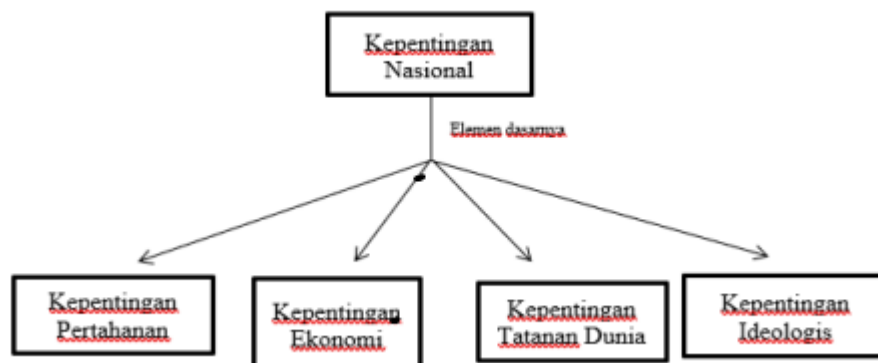 Kepentingan
Nasional
Elemen dasarnya
Kepentingan
Pertahanan
Kepentingan
Ekonomi
Kepentingan
Tatanan Dunia
Kepentingan
Ideologis